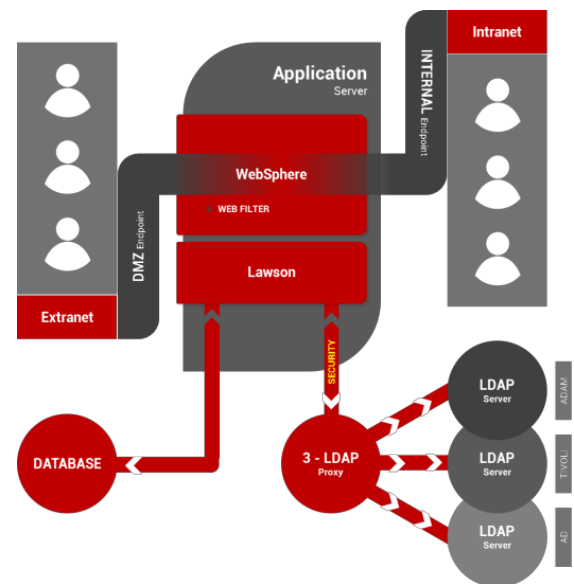 Intranet
Application
Server
INTERNAL Endpoint
WebSphere
WEB FILTER
DMZ Endpoint
Lawson
Extranet
SECURITY
LDAP
Server
ADAM
DATABASE
3 - LDAP
Proxy
LDAP
Server
TIVOLI
LDAP
Server
AD